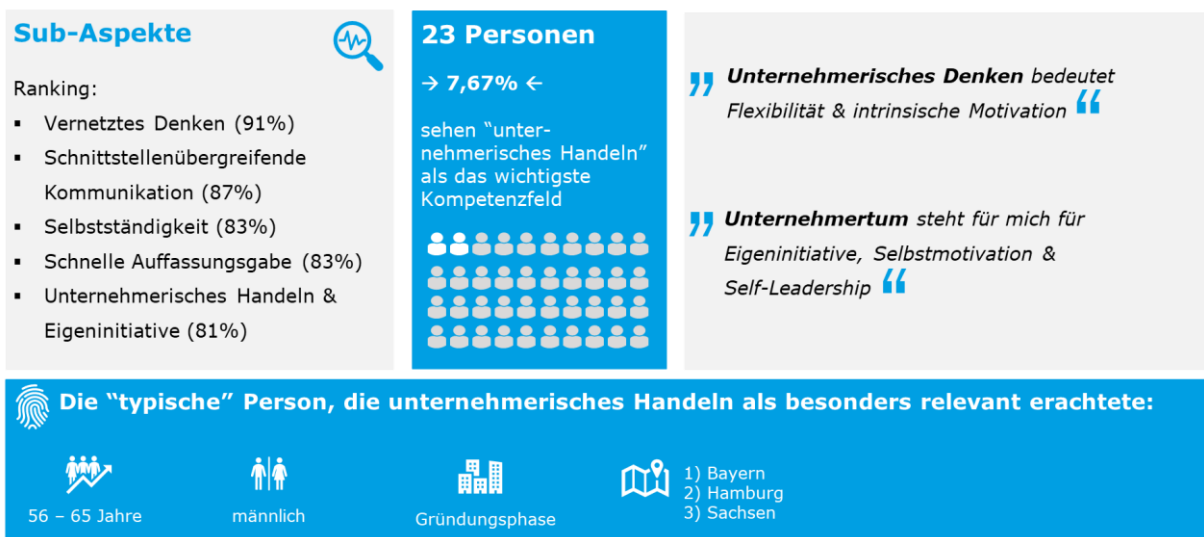 Sub-Aspekte
Ranking:
▪ Vernetztes Denken (91%)
▪ Schnittstellenübergreifende
Kommunikation (87%)
▪ Selbstständigkeit (83%)
▪ Schnelle Auffassungsgabe (83%)
▪ Unternehmerisches Handeln &
Eigeninitiative (81%)
23 Personen
→ 7,67% ←
sehen “unter-
nehmerisches Handeln”
als das wichtigste
Kompetenzfeld
” Unternehmerisches Denken bedeutet
Flexibilität & intrinsische Motivation “
” Unternehmertum steht für mich für
Eigeninitiative, Selbstmotivation &
Self-Leadership “
Die “typische” Person, die unternehmerisches Handeln als besonders relevant erachtete:
56 – 65 Jahre
männlich
Gründungsphase
1) Bayern
2) Hamburg
3) Sachsen